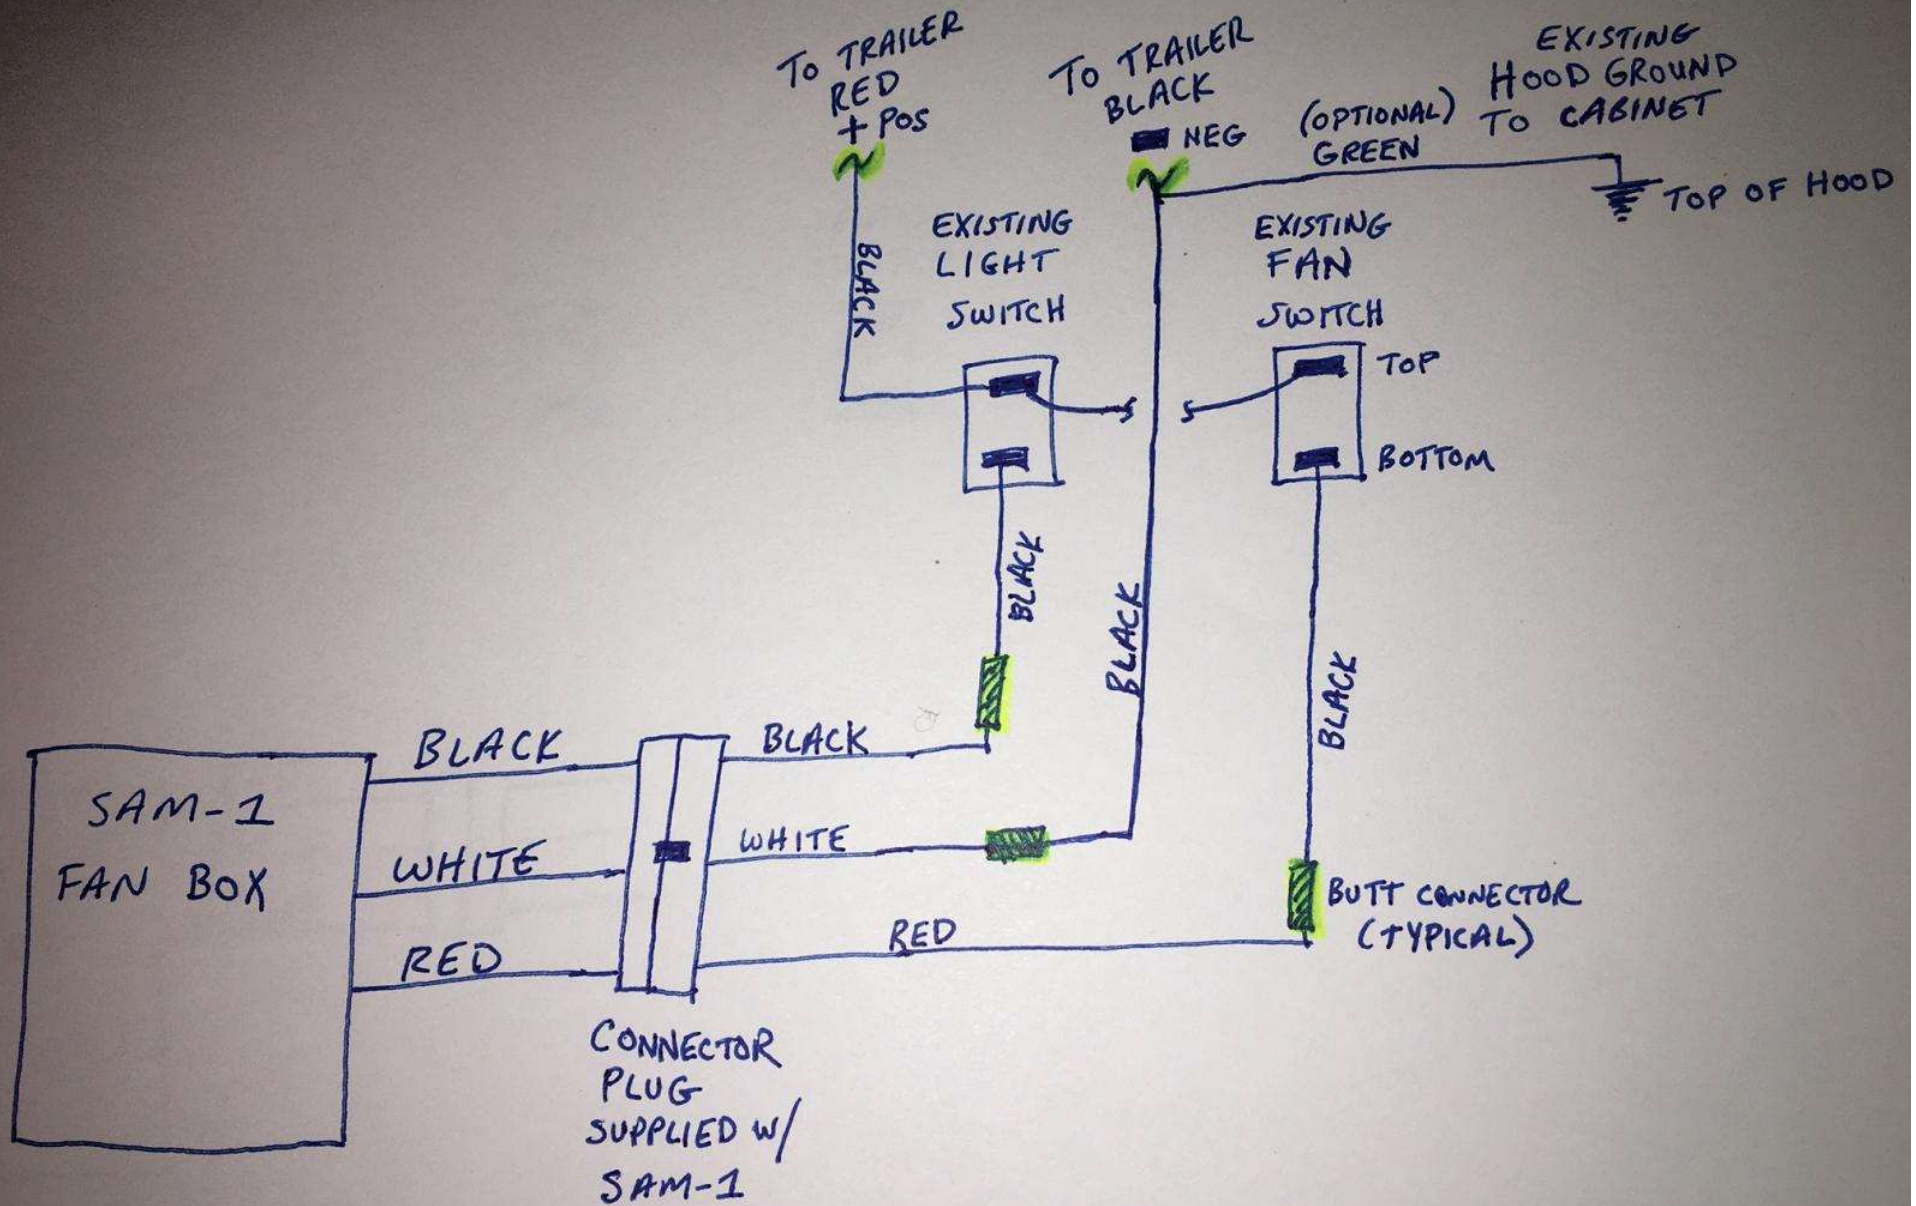 TO TRAILER
RED
+ POS
TO TRAILER
BLACK
- NEG
(OPTIONAL)
GREEN
EXISTING
HOOD GROUND
TO CABINET
TOP OF HOOD
BLACK
EXISTING
LIGHT
SWITCH
EXISTING
FAN
SWITCH
TOP
BOTTOM
BLACK
BLACK
BLACK
SAM-1
FAN BOX
BLACK
WHITE
RED
BLACK
WHITE
RED
BUTT CONNECTOR
(TYPICAL)
CONNECTOR
PLUG
SUPPLIED W/
SAM-1